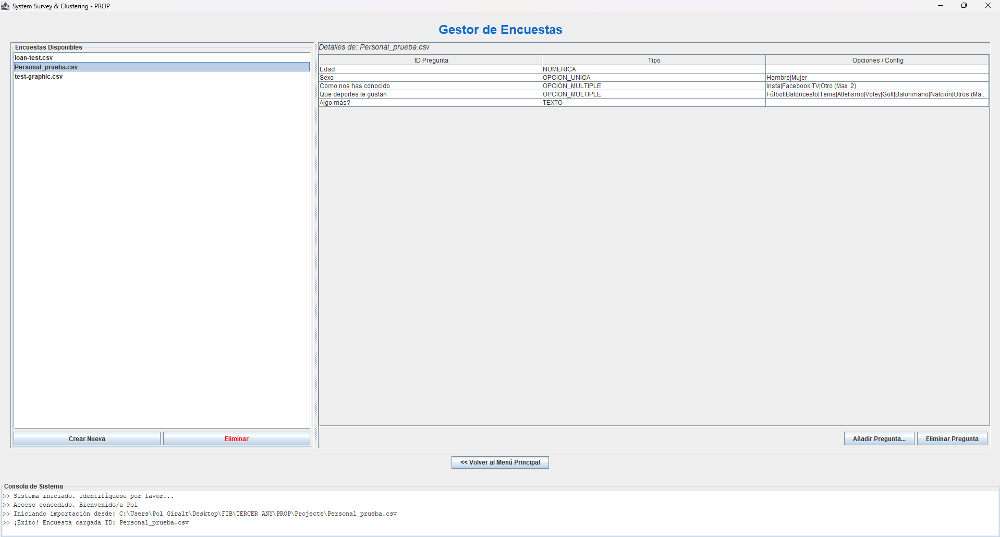 System Survey & Clustering - PROP
Gestor de Encuestas
Encuestas Disponibles
loan-test.csv
Personal_prueba.csv
test-graphic.csv
Crear Nueva
Eliminar
Detalles de: Personal_prueba.csv
ID Pregunta Tipo Opciones / Config
Edad NUMERICA
Sexo OPCION_UNICA Hombre|Mujer
Como nos has conocido OPCION_MULTIPLE Insta|Facebook|TV|Otro (Max: 2)
Que deportes te gustan OPCION_MULTIPLE Fútbol|Baloncesto|Tenis|Atletismo|Voley|Golf|Balonmano|Natción|Otros (Ma...
Algo más? TEXTO
Añadir Pregunta...
Eliminar Pregunta
<< Volver al Menú Principal
Consola de Sistema
>> Sistema iniciado. Identifíquese por favor...
>> Acceso concedido. Bienvenido/a Pol
>> Iniciando importación desde: C:\Users\Pol Giralt\Desktop\FIB\TERCER ANY\PROP\Projecte\Personal_prueba.csv
>> ¡Éxito! Encuesta cargada ID: Personal_prueba.csv